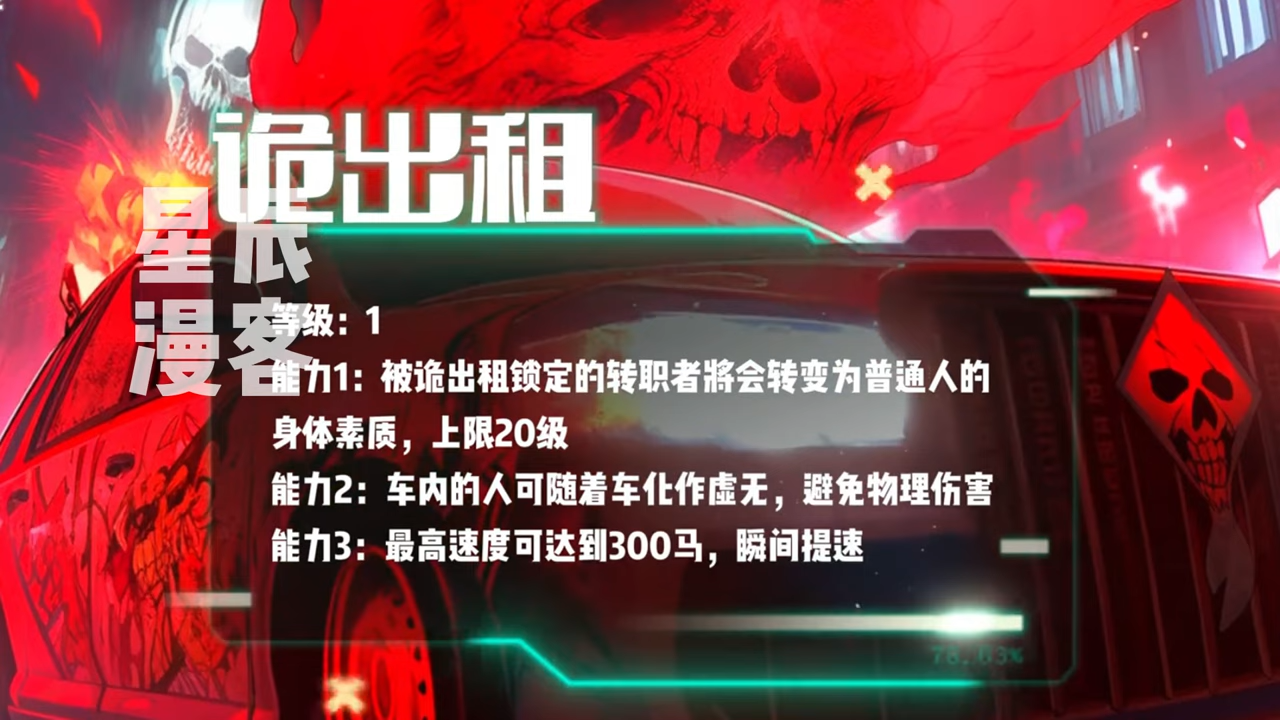 诡出租
星辰
漫客
等级：1
能力1：被诡出租锁定的转职者將会转变为普通人的
身体素质，上限20级
能力2：车内的人可随着车化作虚无，避免物理伤害
能力3：最高速度可达到300马，瞬间提速